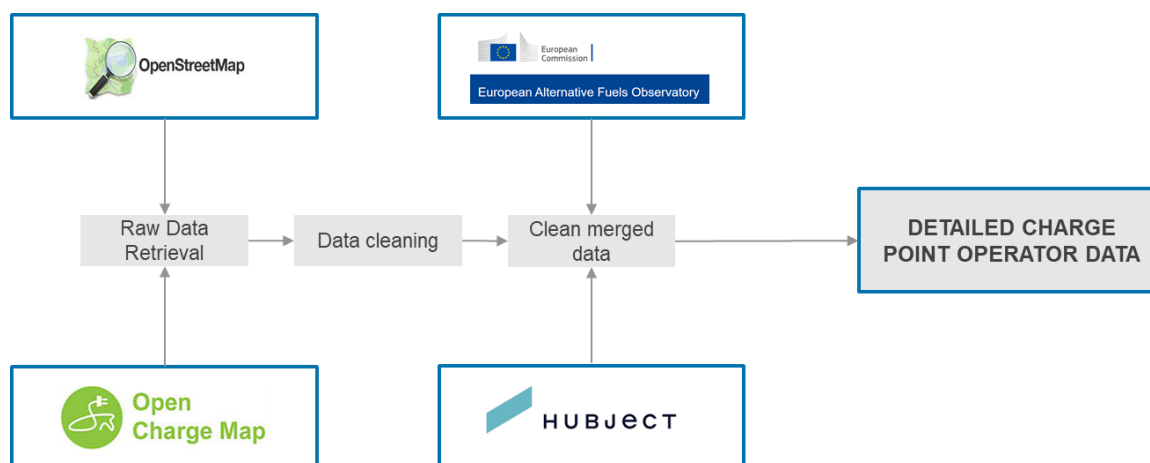 OpenStreetMap
European
Commission
European Alternative Fuels Observatory
Raw Data
Retrieval
Data cleaning
Clean merged
data
DETAILED CHARGE
POINT OPERATOR DATA
Open
Charge Map
HUBJECT